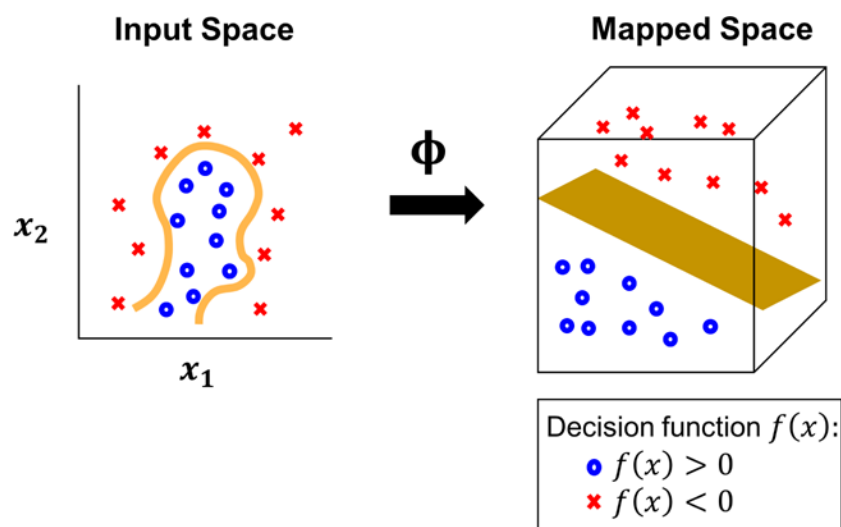 Input Space
Mapped Space
ϕ
x₂
x₁
Decision function f(x):
f(x) > 0
f(x) < 0